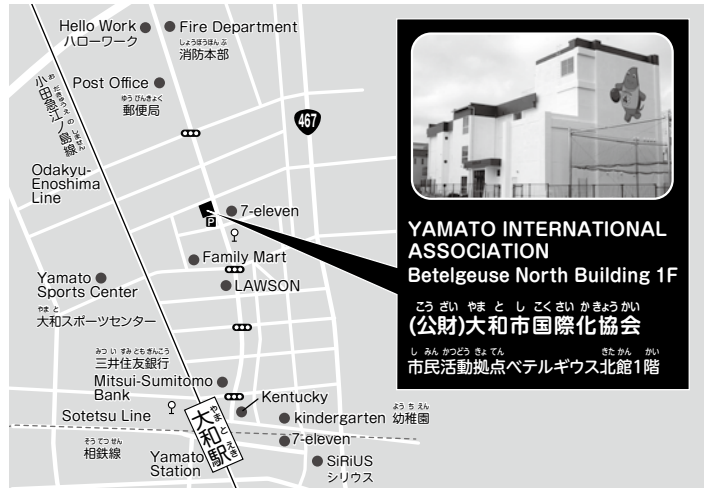 Hello Work
ハローワーク
Fire Department
しょうぼうほんぶ
消防本部
Post Office
ゆうびんきょく
郵便局
おだきゅうえのしません
小田急江ノ島線
467
Odakyu-
Enoshima
Line
7-eleven
P
Family Mart
LAWSON
Yamato
Sports Center
やまと
大和スポーツセンター
みついすみともぎんこう
三井住友銀行
Mitsui-Sumitomo
Bank
Kentucky
Sotetsu Line
そうてつせん
相鉄線
kindergarten
ようちえん
幼稚園
7-eleven
やまとえき
大和駅
Yamato
Station
SiRiUS
シリウス
YAMATO INTERNATIONAL
ASSOCIATION
Betelgeuse North Building 1F
こうざい やまとし こくさいかきょうかい
(公財)大和市国際化協会
しみんかつどうきょてん きたかん かい
市民活動拠点ベテルギウス北館1階